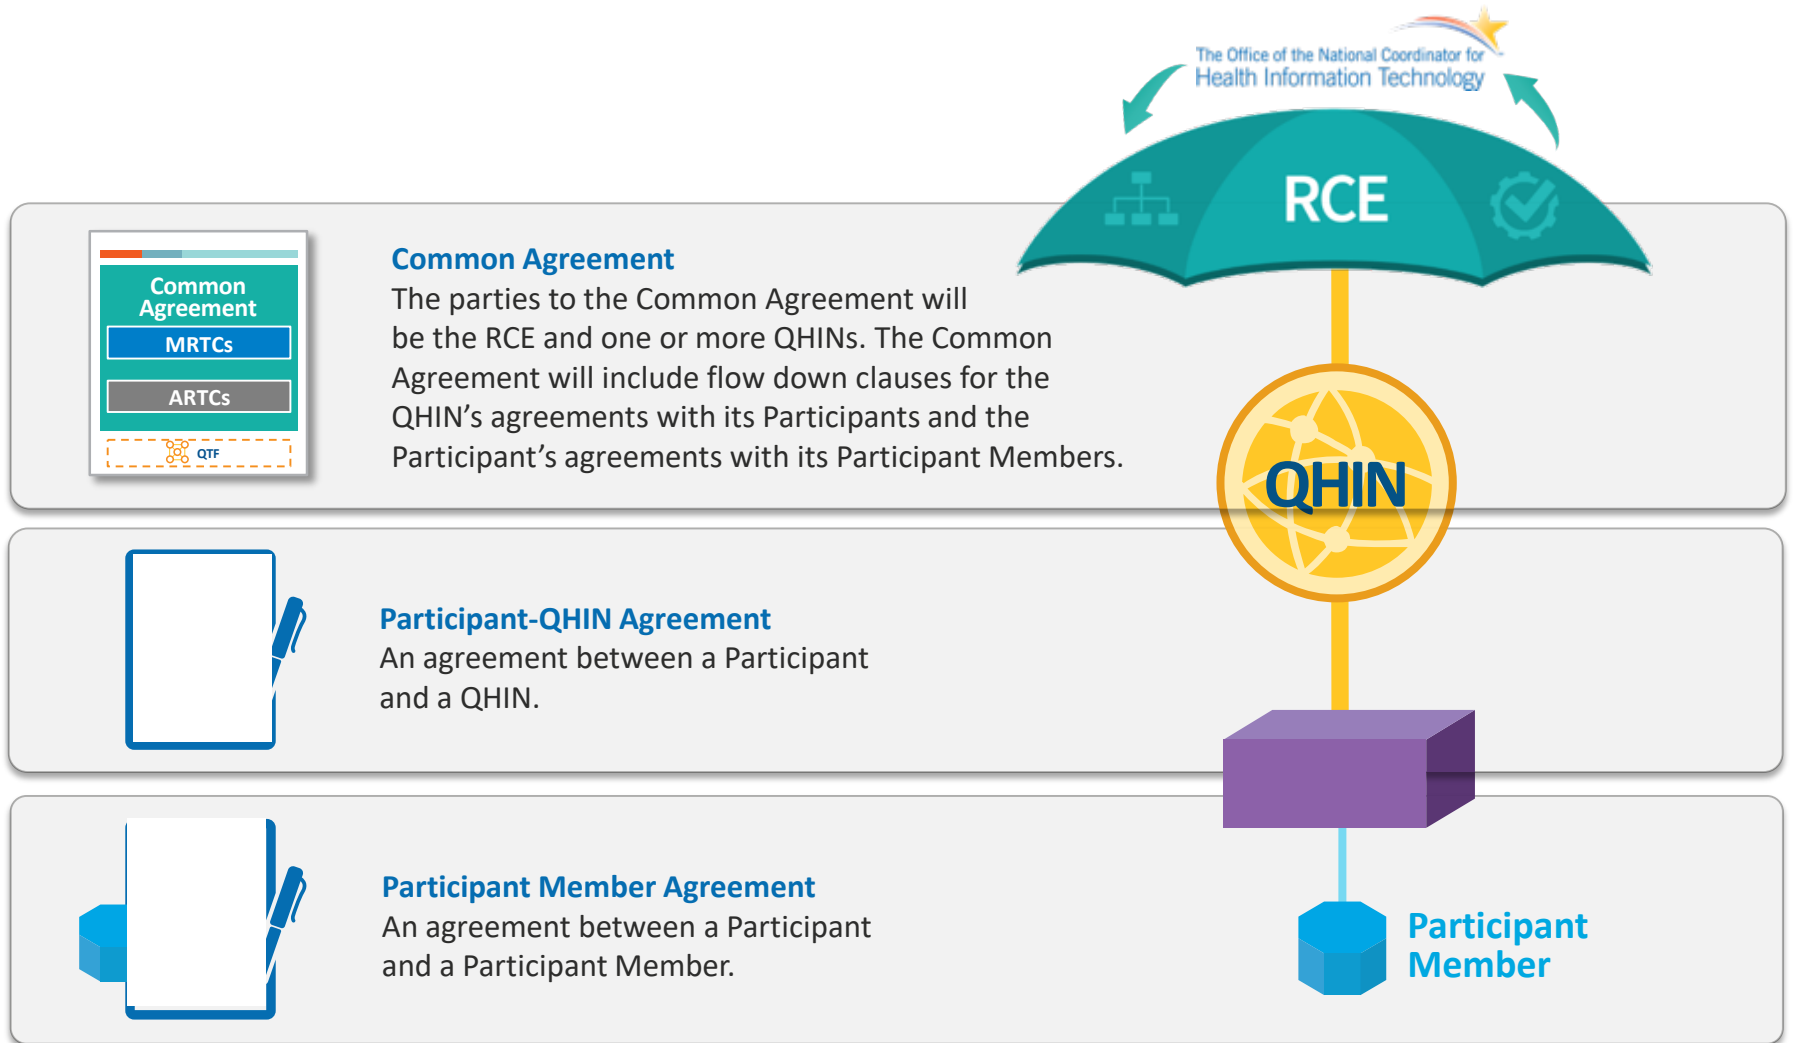 The Office of the National Coordinator for
Health Information Technology
RCE
Common
Agreement
MRTCs
ARTCs
QTF
Common Agreement
The parties to the Common Agreement will
be the RCE and one or more QHINs. The Common
Agreement will include flow down clauses for the
QHIN’s agreements with its Participants and the
Participant’s agreements with its Participant Members.
QHIN
Participant-QHIN Agreement
An agreement between a Participant
and a QHIN.
Participant Member Agreement
An agreement between a Participant
and a Participant Member.
Participant
Member